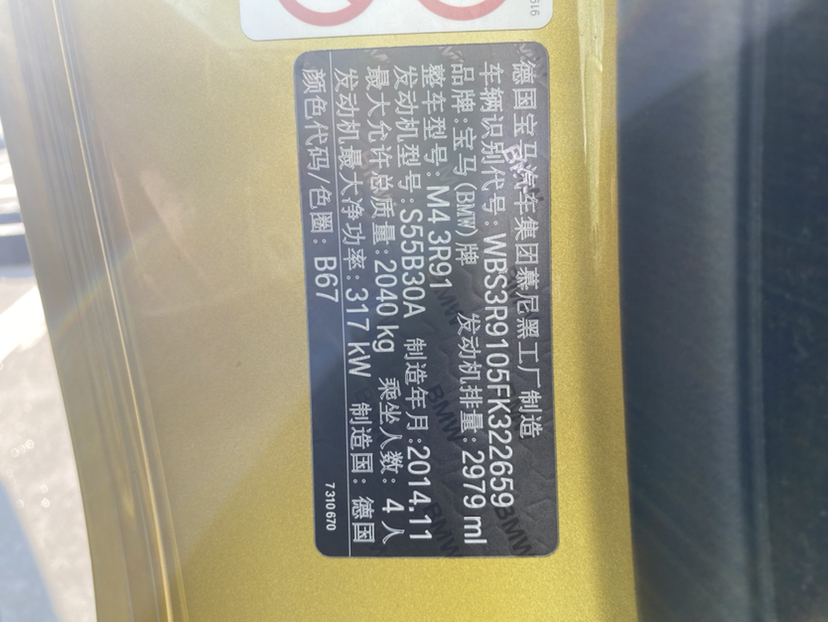 德国宝马汽车集团慕尼黑工厂制造
车辆识别代号: WBS3R9105FK322659
品牌:宝马(BMW)牌 发动机排量: 2979 ml
整车型号: M4 3R91
发动机型号: S55B30A 制造年月: 2014.11
最大允许总质量: 2040 kg 乘坐人数: 4 人
发动机最大净功率: 317 kW 制造国: 德国
颜色代码/色圈: B67
7 310 670